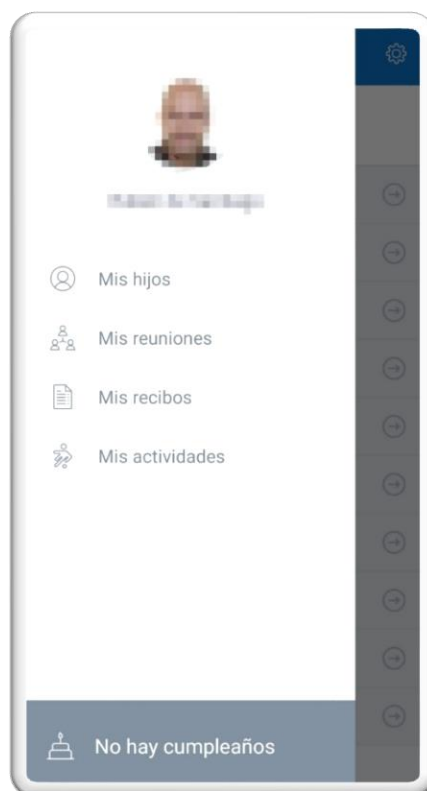 Mis hijos
Mis reuniones
Mis recibos
Mis actividades
No hay cumpleaños